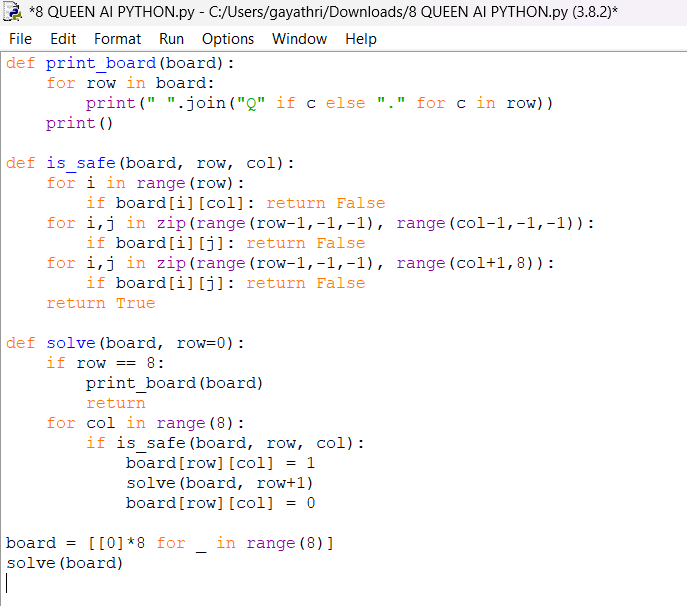 *8 QUEEN AI PYTHON.py - C:/Users/gayathri/Downloads/8 QUEEN AI PYTHON.py (3.8.2)*
File Edit Format Run Options Window Help
def print_board(board):
    for row in board:
        print(" ".join("Q" if c else "." for c in row))
    print()

def is_safe(board, row, col):
    for i in range(row):
        if board[i][col]: return False
    for i,j in zip(range(row-1,-1,-1), range(col-1,-1,-1)):
        if board[i][j]: return False
    for i,j in zip(range(row-1,-1,-1), range(col+1,8)):
        if board[i][j]: return False
    return True

def solve(board, row=0):
    if row == 8:
        print_board(board)
        return
    for col in range(8):
        if is_safe(board, row, col):
            board[row][col] = 1
            solve(board, row+1)
            board[row][col] = 0

board = [[0]*8 for _ in range(8)]
solve(board)